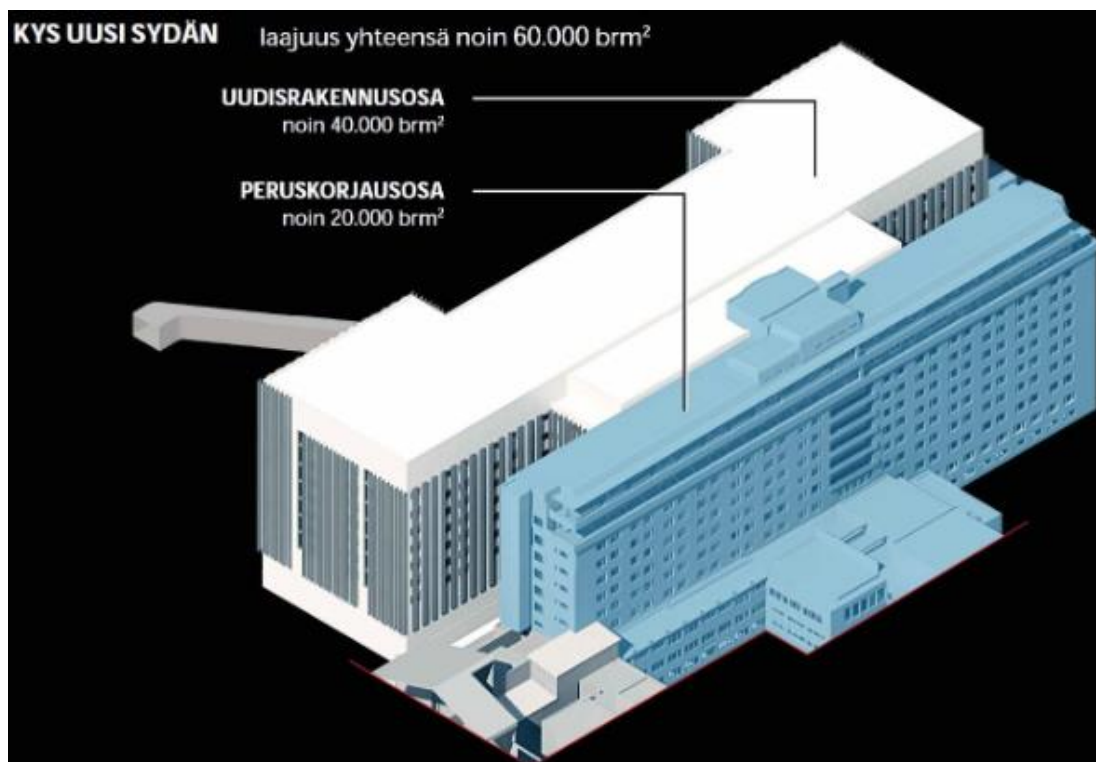 KYS UUSI SYDÄN laajuus yhteensä noin 60.000 brm²
UUDISRAKENNUSOSA
noin 40.000 brm²
PERUSKORJAUSOSA
noin 20.000 brm²